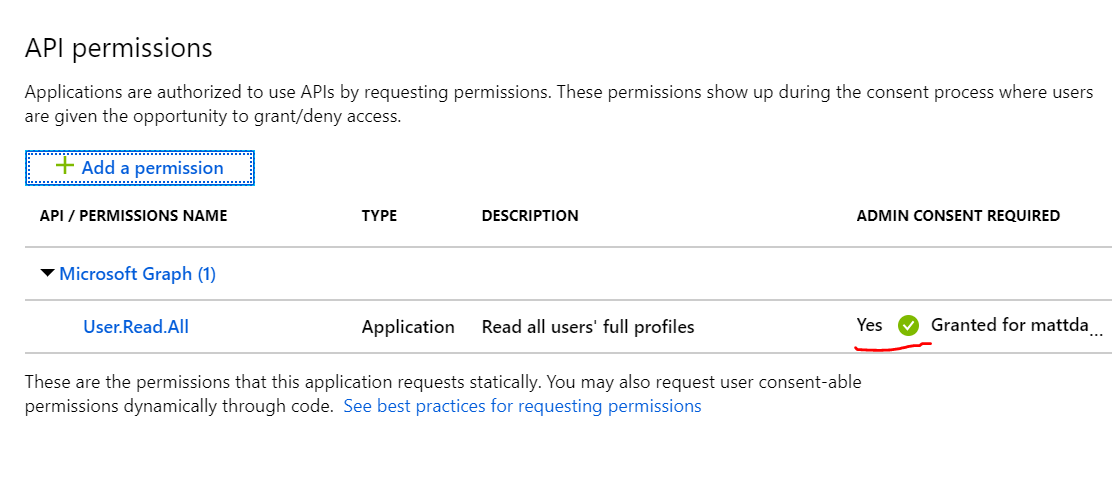 API permissions
Applications are authorized to use APIs by requesting permissions. These permissions show up during the consent process where users
are given the opportunity to grant/deny access.
Add a permission
API / PERMISSIONS NAME TYPE DESCRIPTION ADMIN CONSENT REQUIRED
Microsoft Graph (1)
User.Read.All Application Read all users' full profiles Yes Granted for mattda...
These are the permissions that this application requests statically. You may also request user consent-able
permissions dynamically through code. See best practices for requesting permissions